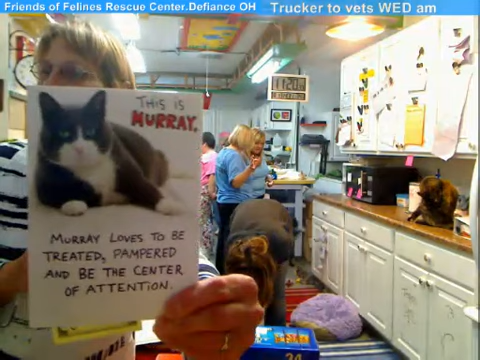 Friends of Felines Rescue Center.Defiance OH
Trucker to vets WED am
THIS IS
MURRAY.
MURRAY LOVES TO BE
TREATED, PAMPERED
AND BE THE CENTER
OF ATTENTION.
24